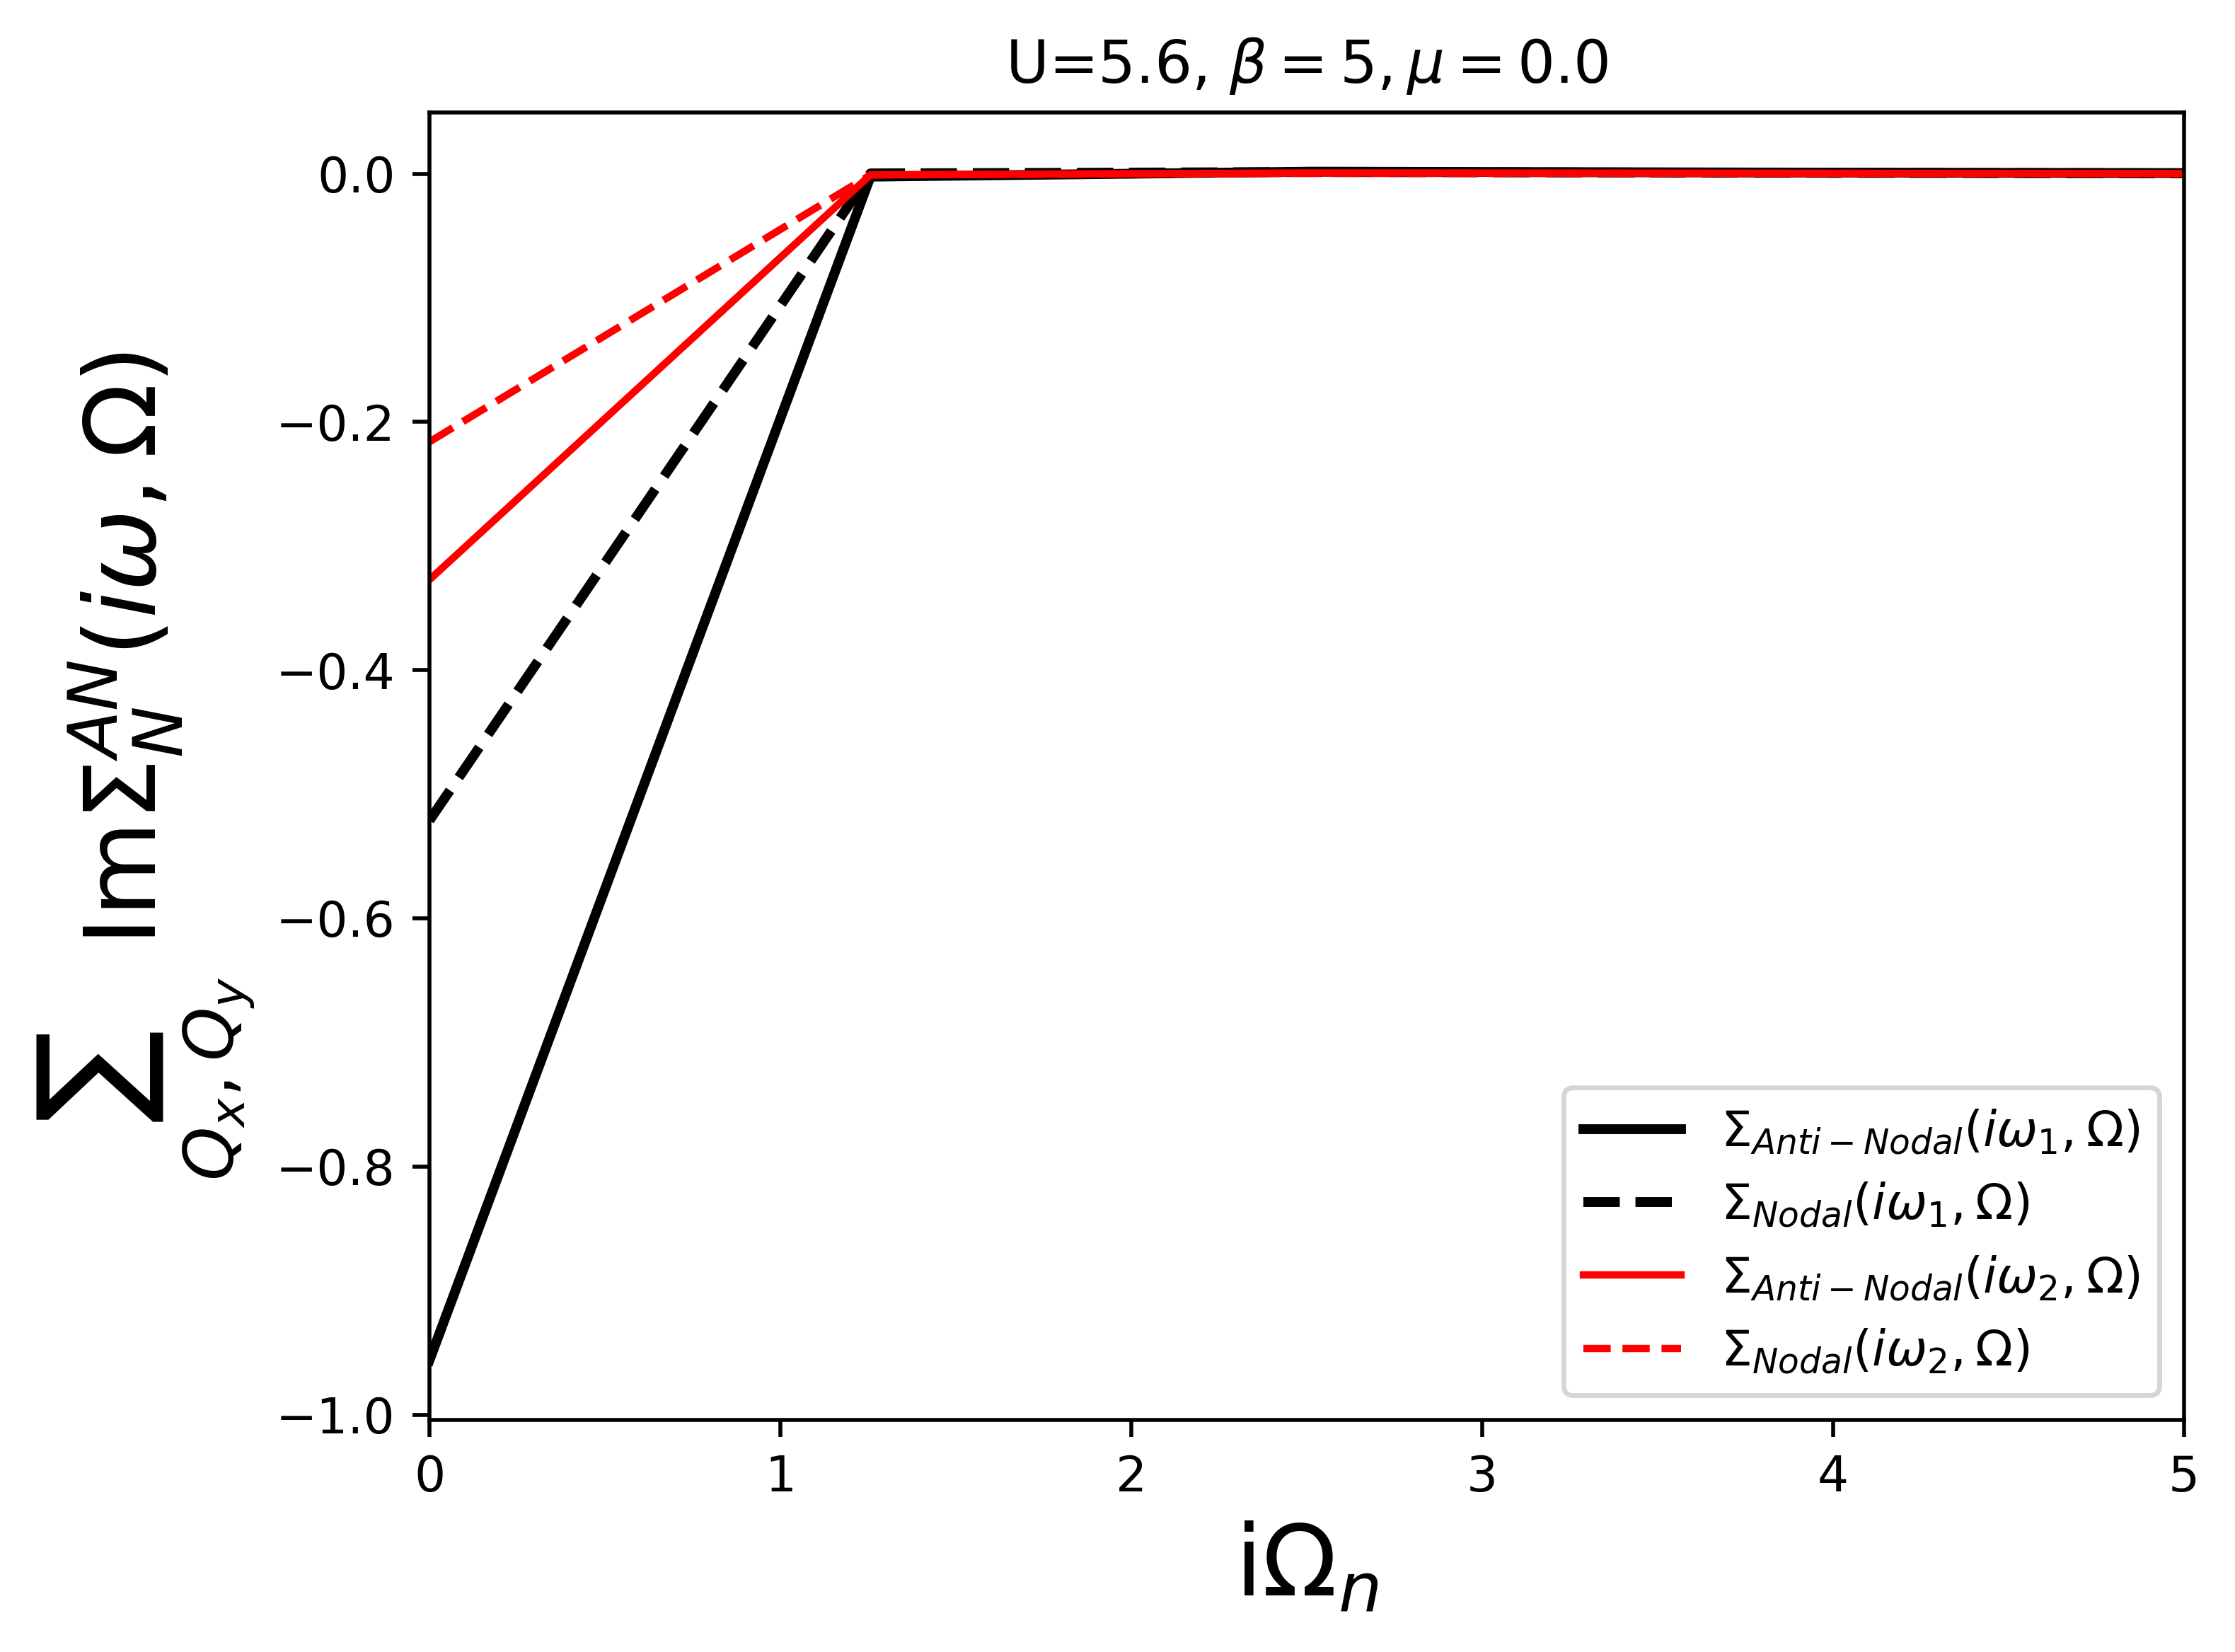 U=5.6, β = 5, μ = 0.0
∑ ImΣ_N^{AN}(iω, Ω)
Q_x, Q_y
0.0
−0.2
−0.4
−0.6
−0.8
−1.0
Σ_{Anti−Nodal}(iω_1, Ω)
Σ_{Nodal}(iω_1, Ω)
Σ_{Anti−Nodal}(iω_2, Ω)
Σ_{Nodal}(iω_2, Ω)
0 1 2 3 4 5
iΩ_n